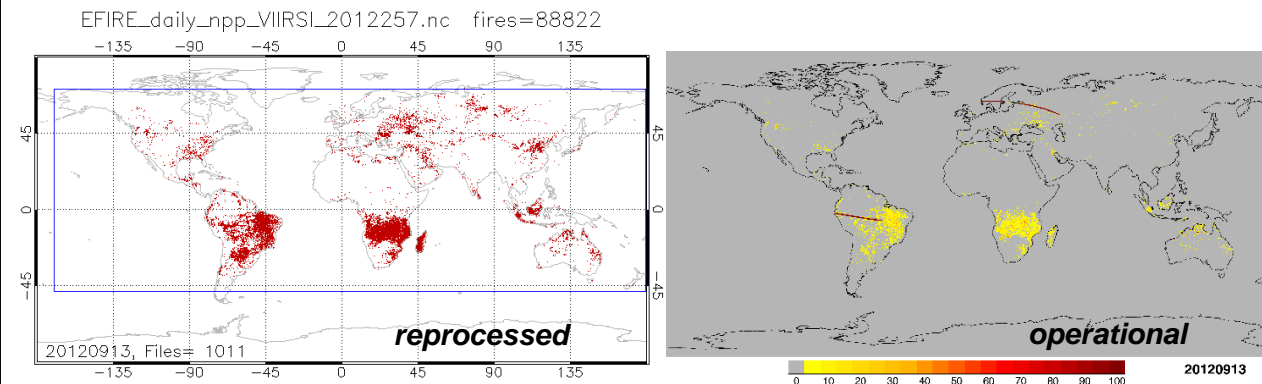 EFIRE_daily_npp_VIIRSI_2012257.nc fires=88822
-135 -90 -45 0 45 90 135
45 45
0 0
-45 -45
reprocessed operational
20120913, Files= 1011
-135 -90 -45 0 45 90 135
0 10 20 30 40 50 60 70 80 90 100
20120913